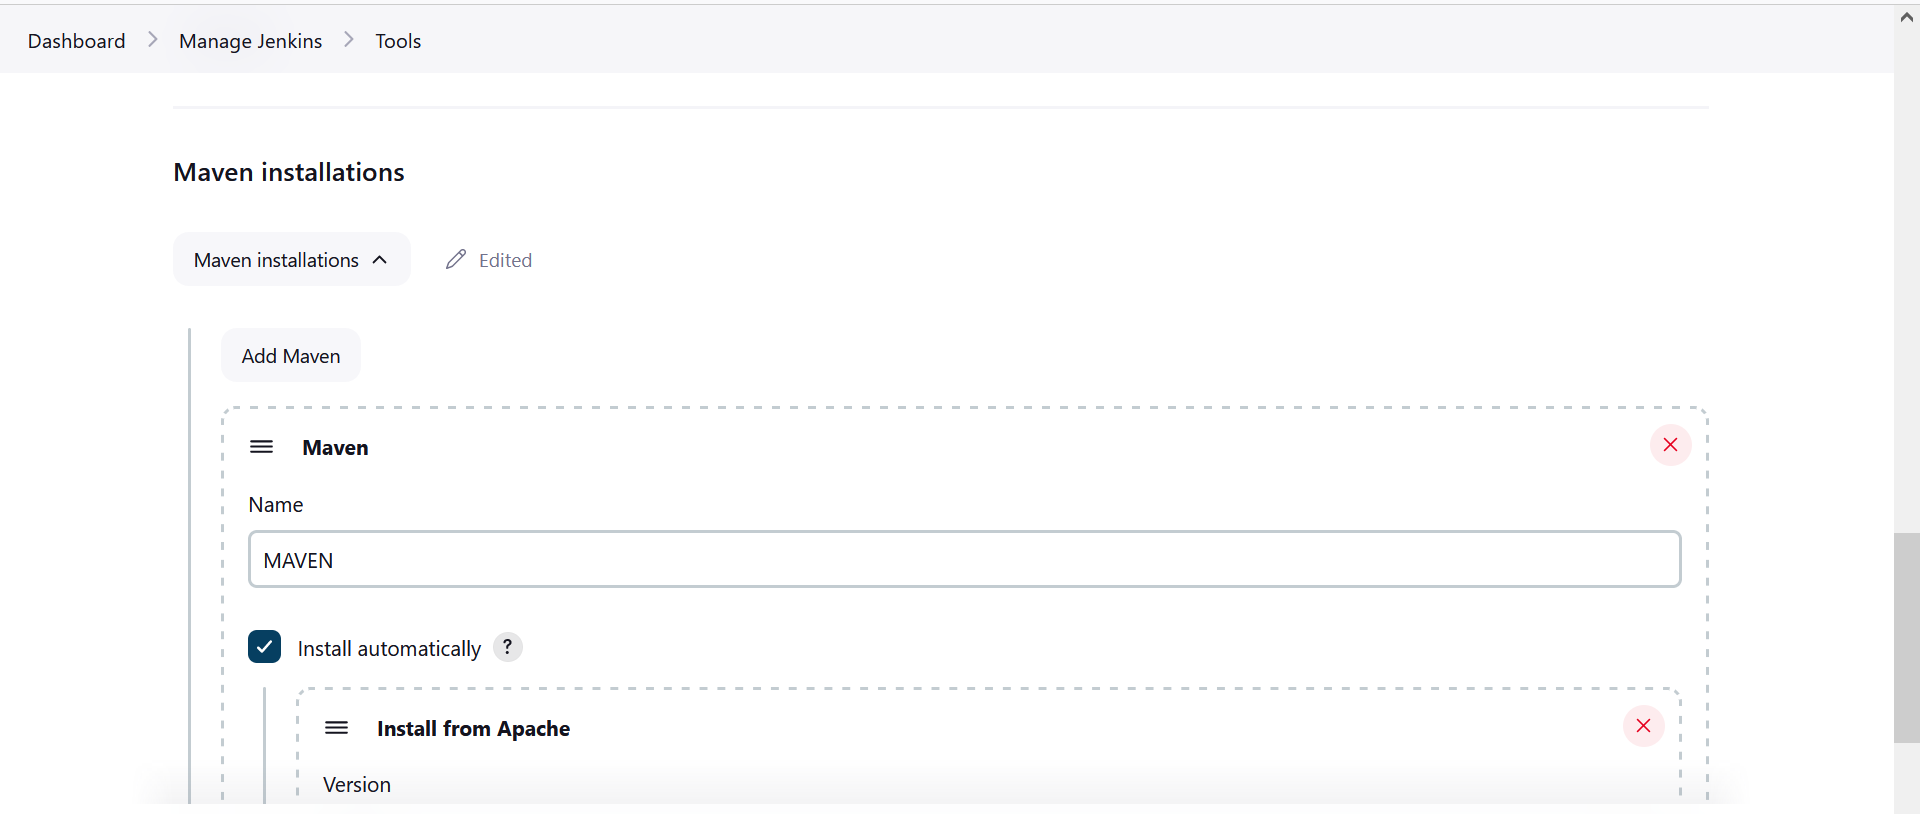 Dashboard > Manage Jenkins > Tools
Maven installations
Maven installations Edited
Add Maven
Maven
Name
MAVEN
Install automatically ?
Install from Apache
Version